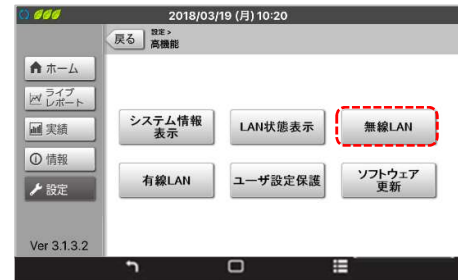 2018/03/19 (月) 10:20
戻る
設定 >
高機能
ホーム
ライブ
レポート
実績
情報
設定
システム情報
表示
LAN状態表示
無線LAN
有線LAN
ユーザ設定保護
ソフトウェア
更新
Ver 3.1.3.2